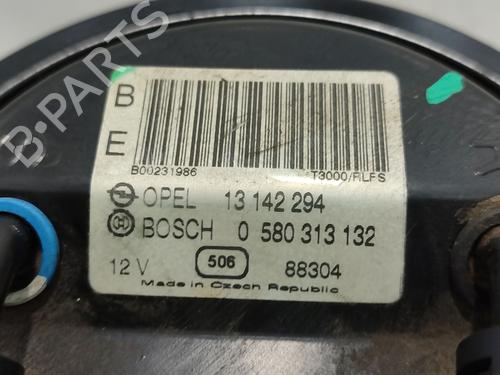 B-PARTS
B
E
B00231986 T3000/RLFS
OPEL 13 142 294
BOSCH 0 580 313 132
12 V 506 88304
Made in Czech Republic